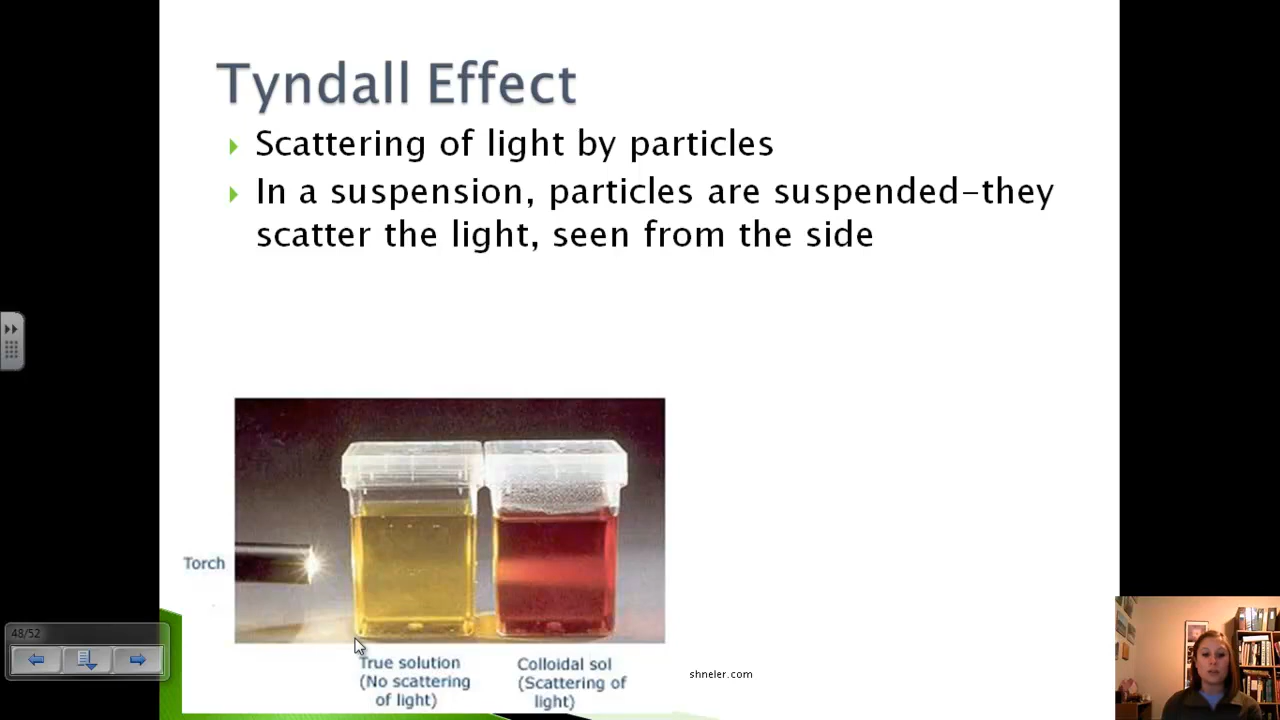 Tyndall Effect
Scattering of light by particles
In a suspension, particles are suspended-they
scatter the light, seen from the side
Torch
True solution
(No scattering
of light)
Colloidal sol
(Scattering of
light)
shneler.com
48/52